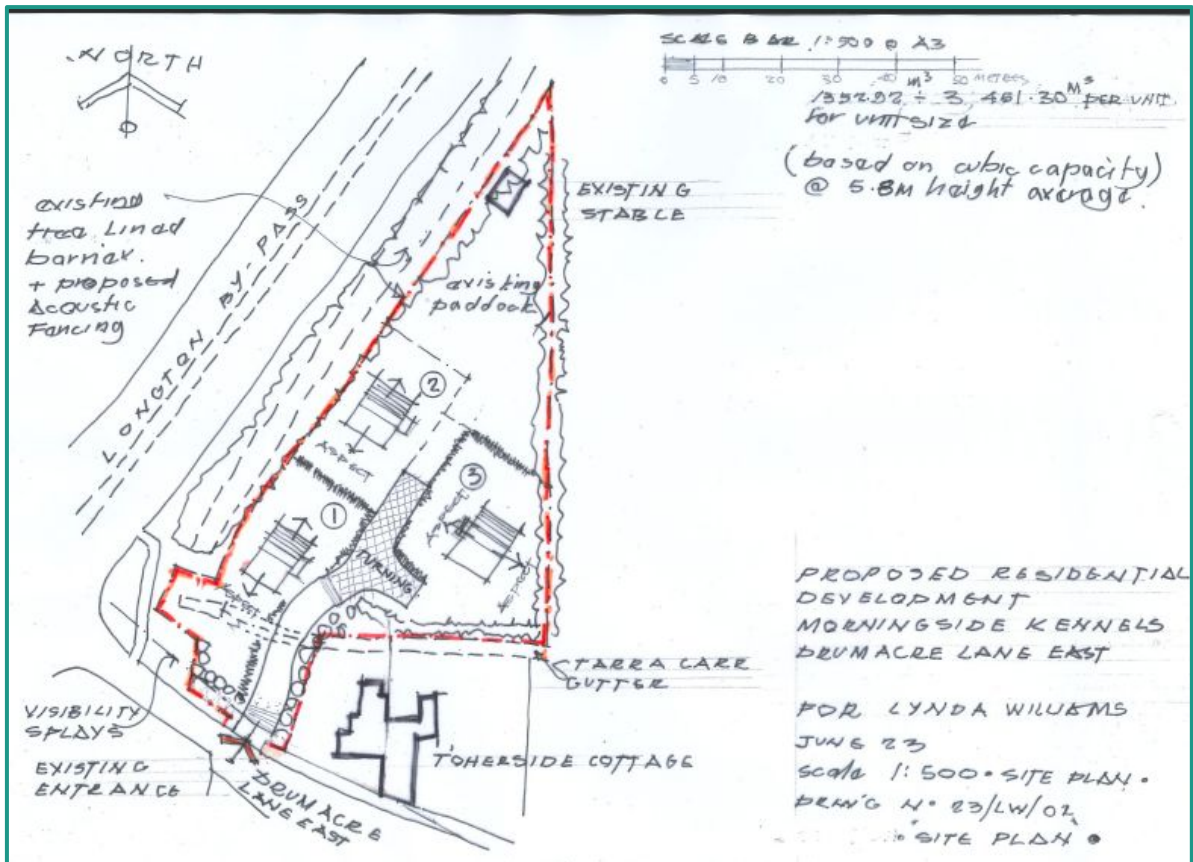 NORTH
SCALE BAR 1:500 @ A3
0 5 10 20 30 40 50 METRES
1352.92 m³ ÷ 3, 461.30 M³ PER UNIT.
for unit size
(based on cubic capacity)
@ 5.8M height average.
existing
tree lined
barrier.
+ proposed
Acoustic
Fencing
LONGTON BY-PASS
EXISTING
STABLE
existing
paddock
2
ASPECT
3
ASPECT
ASPECT
1
ASPECT
TURNING
TARRA CARR
GUTTER
VISIBILITY
SPLAYS
EXISTING
ENTRANCE
DRUMACRE
LANE EAST
TOHERSIDE COTTAGE
PROPOSED RESIDENTIAL
DEVELOPMENT
MORNINGSIDE KENNELS
DRUMACRE LANE EAST
FOR LYNDA WILLIAMS
JUNE 23
Scale 1:500 • SITE PLAN •
DRW'G No 23/LW/02
• SITE PLAN •